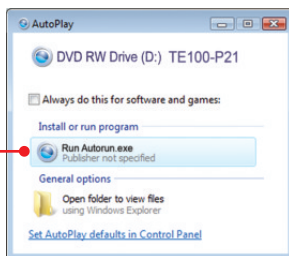 AutoPlay
DVD RW Drive (D:) TE100-P21
Always do this for software and games:
Install or run program
Run Autorun.exe
Publisher not specified
General options
Open folder to view files
using Windows Explorer
Set AutoPlay defaults in Control Panel